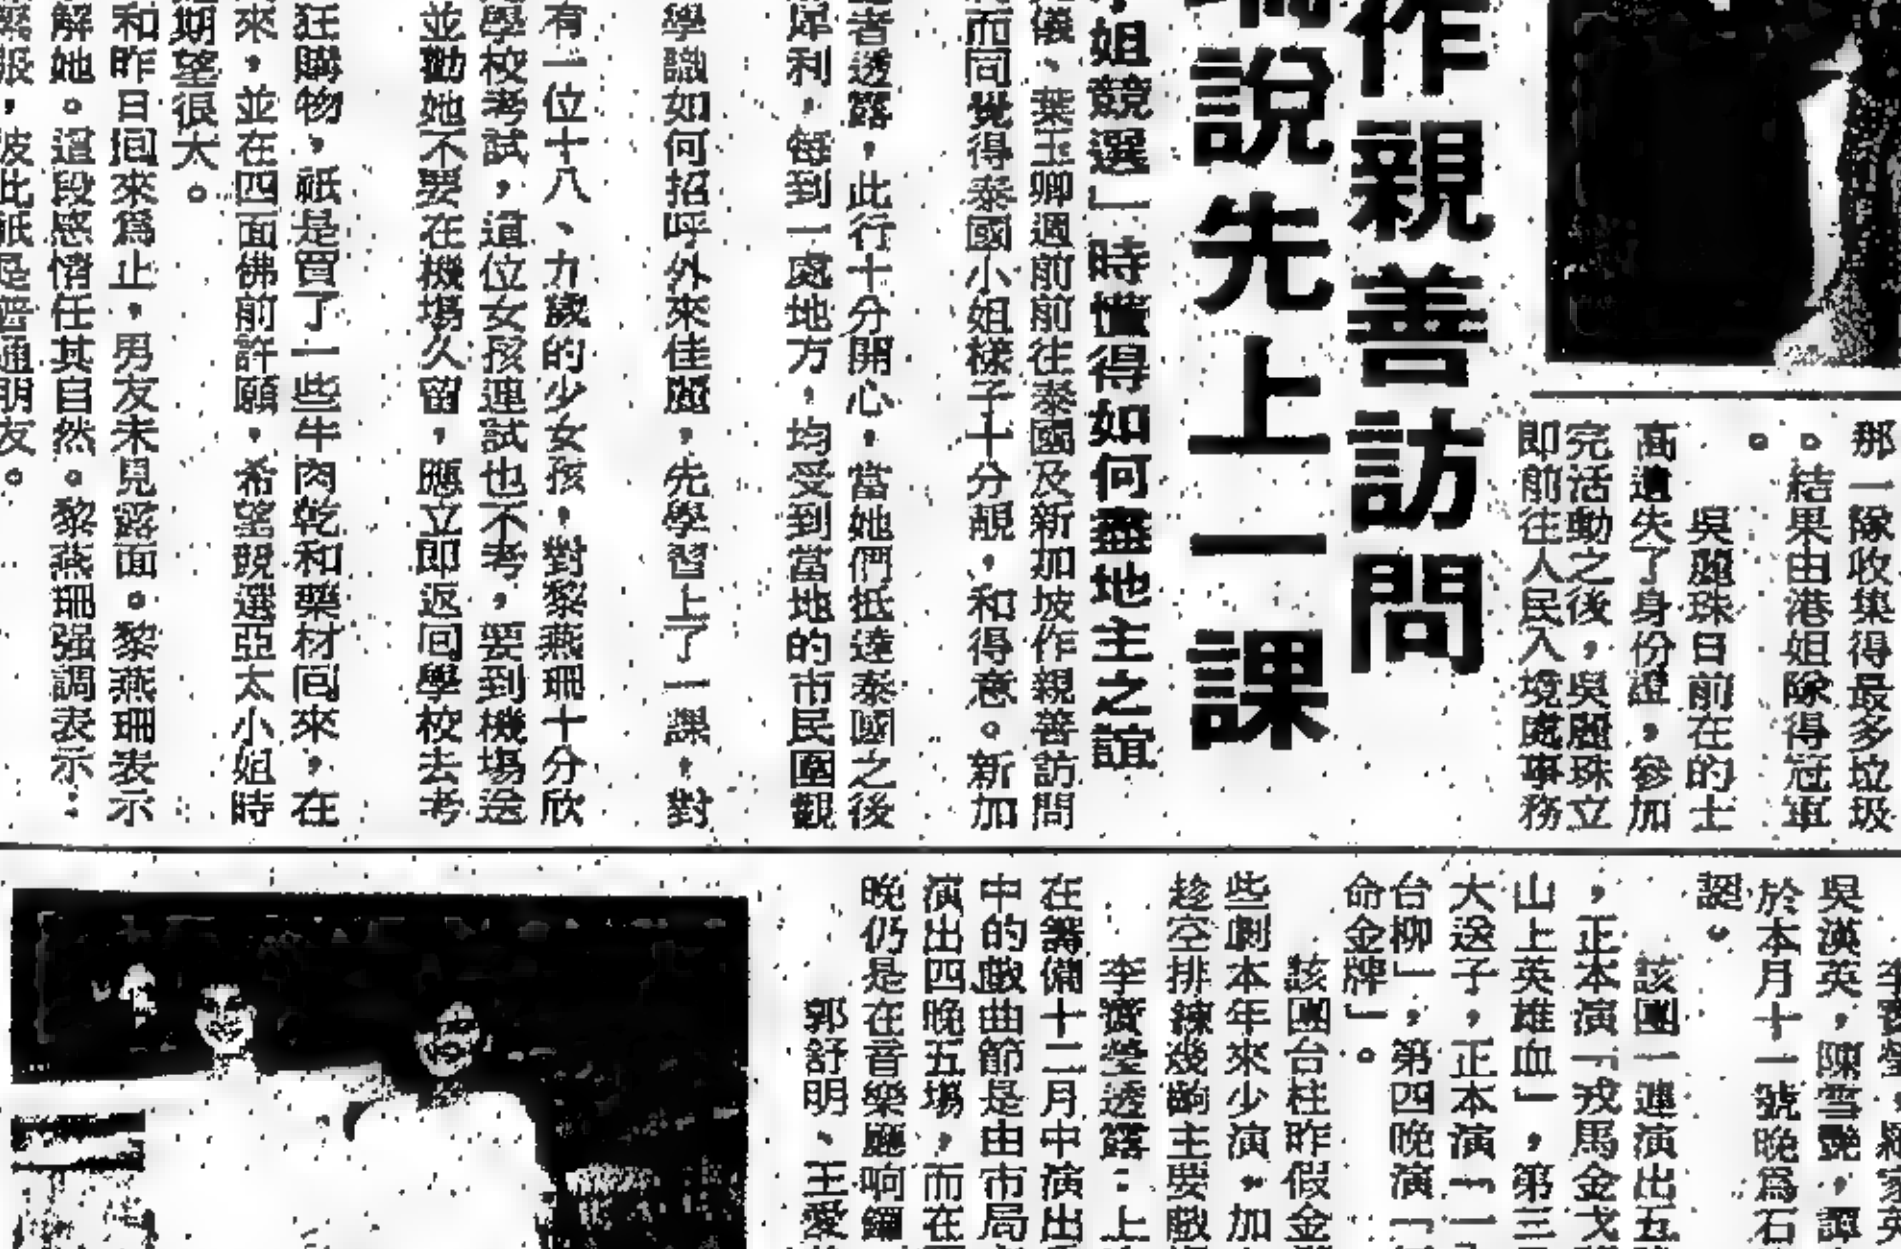 那一隊收集得最多垃圾
。結果由港姐隊得冠軍
。
吳麗珠日前在的士
高遺失了身份證，參加
完活動之後，吳麗珠立
即前往人民入境處事務
作親善訪問
說先上一課
姐競選」時懂得如何盡地主之誼
儀、葉玉卿週前前往泰國及新加坡作親善訪問
而同覺得泰國小姐樣子十分靚，和得意。新加
者透露，此行十分開心，當她們抵達泰國之後
犀利，每到一處地方，均受到當地的市民圍觀
學識如何招呼外來佳麗，先學習上了一課，對
有一位十八、九歲的少女孩，對黎燕珊十分欣
學校考試，這位女孩連試也不考，要到機場送
並勸她不要在機場久留，應立即返回學校去考
狂購物，祇是買了一些牛肉乾和藥材回來，在
來，並在四面佛前許願，希望競選亞太小姐時
期望很大。
和昨日回來為止，男友未見露面。黎燕珊表示
解她。這段感情任其自然。黎燕珊强調表示：
，彼此祇是普通朋友。
吳漢英，陳雪艷，譚
於本月十一號晚為石
認。
該團一連演出五
，正本演「戎馬金戈
山上英雄血」，第三
大送子，正本演「一
台柳」，第四晚演「
命金牌」。
該團台柱昨假金
些劇本年來少演，加
趁空排練幾齣主要戲
李寶瑩透露：上
在籌備十二月中演出
中的戲曲節是由市局
演出四晚五場，而在
晚仍是在音樂廳响鑼
郭舒明、王愛